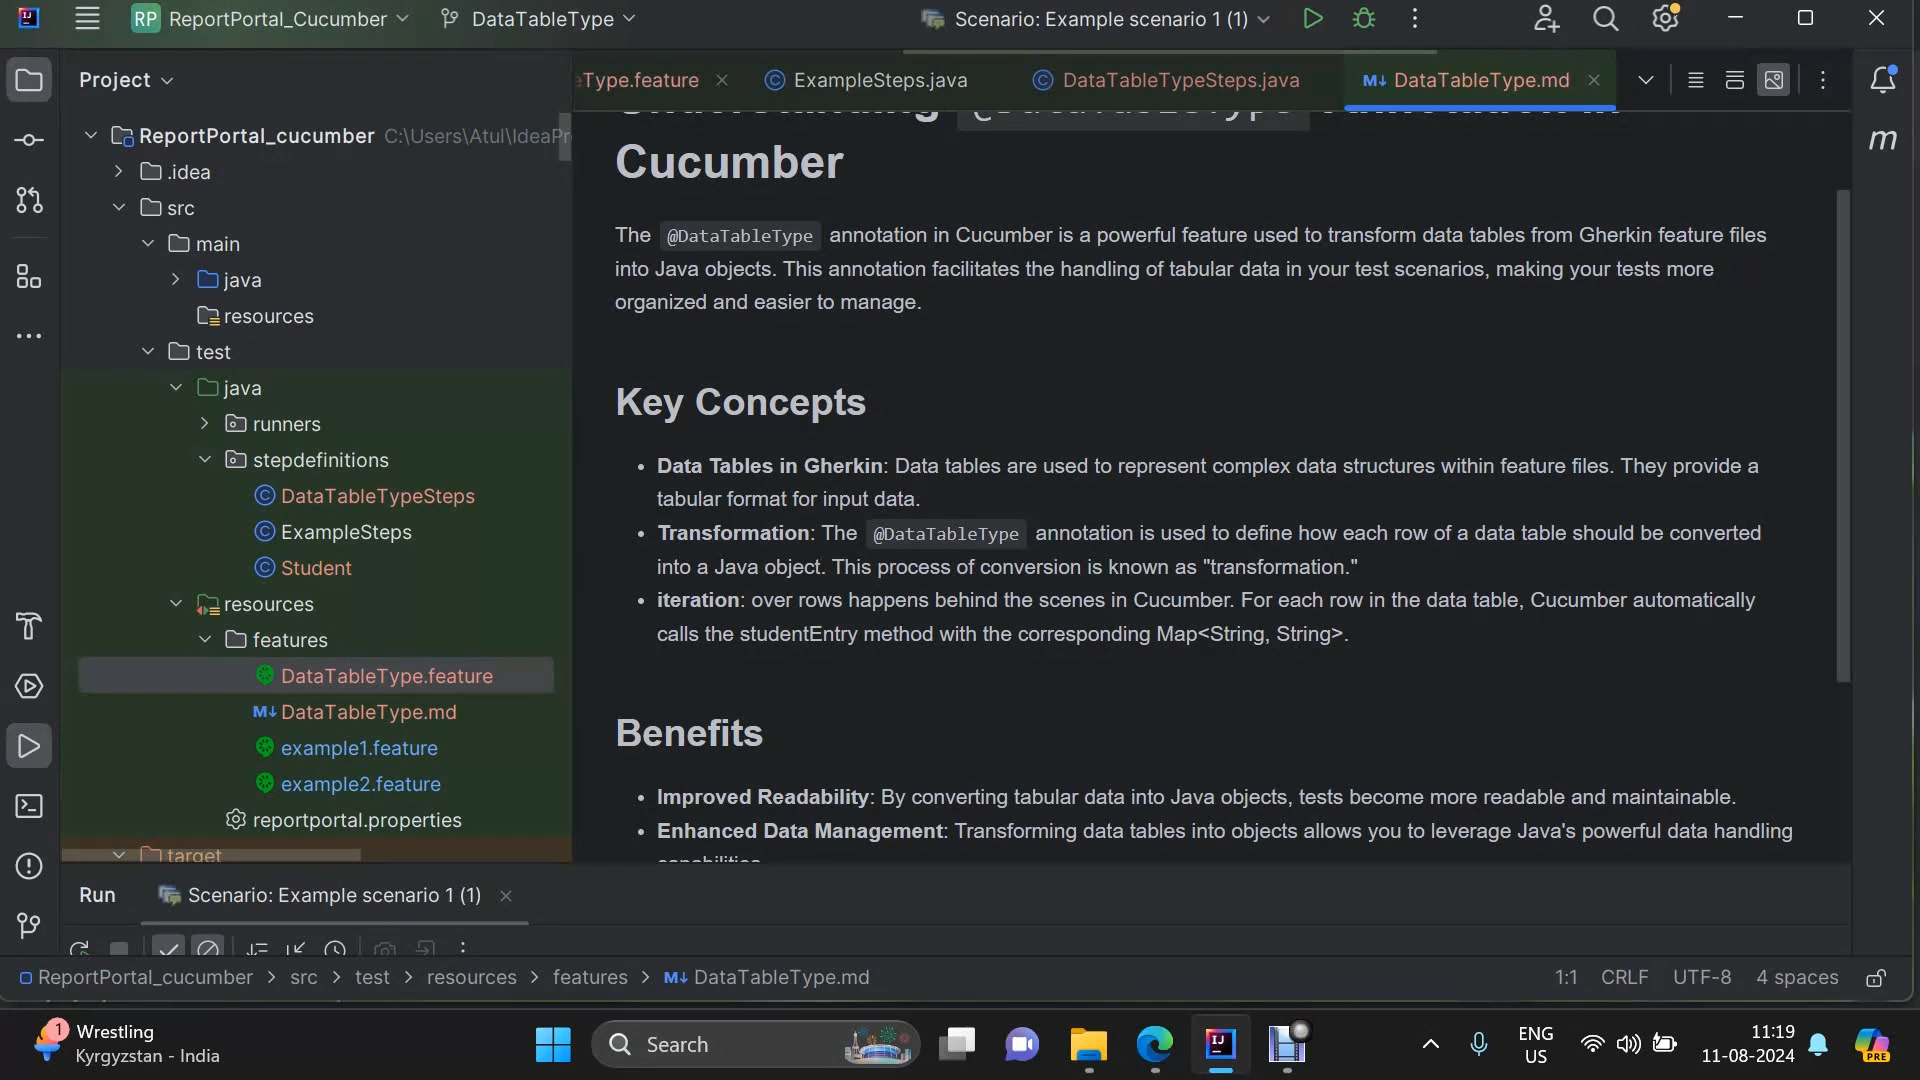 RP ReportPortal_Cucumber DataTableType Scenario: Example scenario 1 (1)
Project
eType.feature ExampleSteps.java DataTableTypeSteps.java M↓ DataTableType.md
ReportPortal_cucumber C:\Users\Atul\IdeaPr
.idea
src
main
java
resources
test
java
runners
stepdefinitions
DataTableTypeSteps
ExampleSteps
Student
resources
features
DataTableType.feature
M↓ DataTableType.md
example1.feature
example2.feature
reportportal.properties
target
Cucumber
The @DataTableType annotation in Cucumber is a powerful feature used to transform data tables from Gherkin feature files
into Java objects. This annotation facilitates the handling of tabular data in your test scenarios, making your tests more
organized and easier to manage.
Key Concepts
• Data Tables in Gherkin: Data tables are used to represent complex data structures within feature files. They provide a
tabular format for input data.
• Transformation: The @DataTableType annotation is used to define how each row of a data table should be converted
into a Java object. This process of conversion is known as "transformation."
• iteration: over rows happens behind the scenes in Cucumber. For each row in the data table, Cucumber automatically
calls the studentEntry method with the corresponding Map<String, String>.
Benefits
• Improved Readability: By converting tabular data into Java objects, tests become more readable and maintainable.
• Enhanced Data Management: Transforming data tables into objects allows you to leverage Java's powerful data handling
capabilities.
m
Run Scenario: Example scenario 1 (1)
ReportPortal_cucumber > src > test > resources > features > M↓ DataTableType.md
1:1 CRLF UTF-8 4 spaces
1
Wrestling
Kyrgyzstan - India
Search
ENG
US
11:19
11-08-2024
PRE